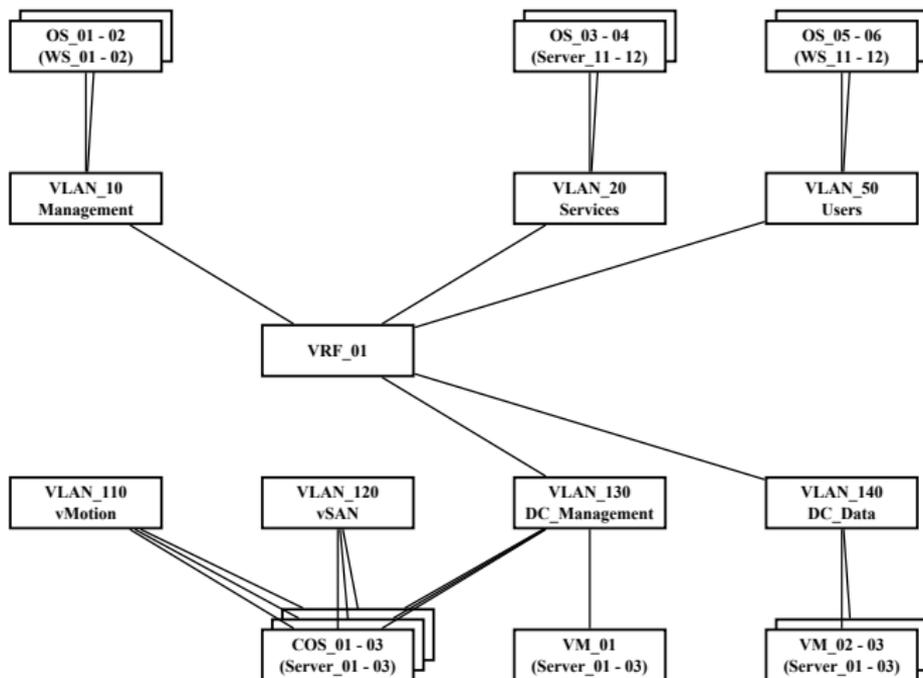 OS_01 - 02
(WS_01 - 02)
OS_03 - 04
(Server_11 - 12)
OS_05 - 06
(WS_11 - 12)
VLAN_10
Management
VLAN_20
Services
VLAN_50
Users
VRF_01
VLAN_110
vMotion
VLAN_120
vSAN
VLAN_130
DC_Management
VLAN_140
DC_Data
COS_01 - 03
(Server_01 - 03)
VM_01
(Server_01 - 03)
VM_02 - 03
(Server_01 - 03)